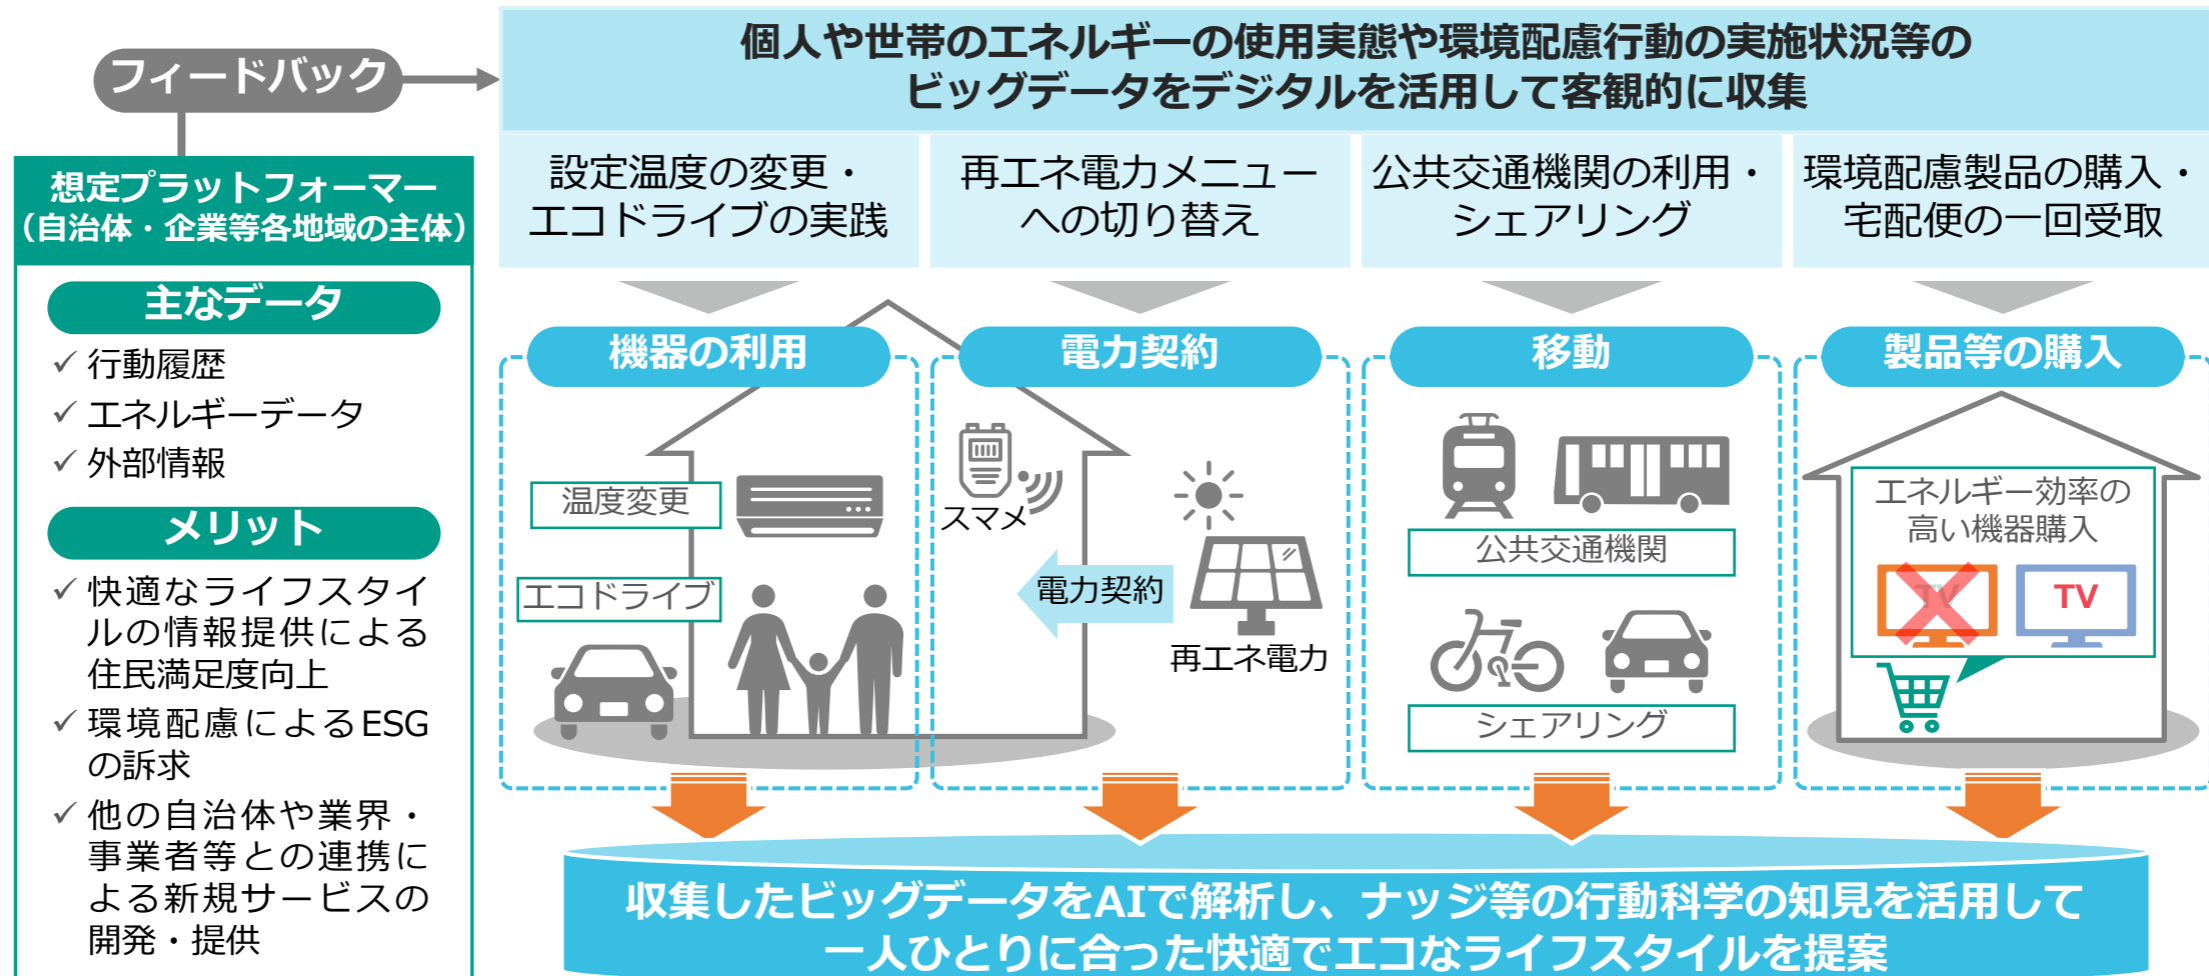 個人や世帯のエネルギーの使用実態や環境配慮行動の実施状況等の
ビッグデータをデジタルを活用して客観的に収集
フィードバック
想定プラットフォーマー
（自治体・企業等各地域の主体）
主なデータ
✓ 行動履歴
✓ エネルギーデータ
✓ 外部情報
メリット
✓ 快適なライフスタイ
ルの情報提供による
住民満足度向上
✓ 環境配慮によるESG
の訴求
✓ 他の自治体や業界・
事業者等との連携に
よる新規サービスの
開発・提供
設定温度の変更・
エコドライブの実践
再エネ電力メニュー
への切り替え
公共交通機関の利用・
シェアリング
環境配慮製品の購入・
宅配便の一回受取
機器の利用
温度変更
エコドライブ
電力契約
スマメ
電力契約
再エネ電力
移動
公共交通機関
シェアリング
製品等の購入
エネルギー効率の
高い機器購入
TV
TV
収集したビッグデータをAIで解析し、ナッジ等の行動科学の知見を活用して
一人ひとりに合った快適でエコなライフスタイルを提案